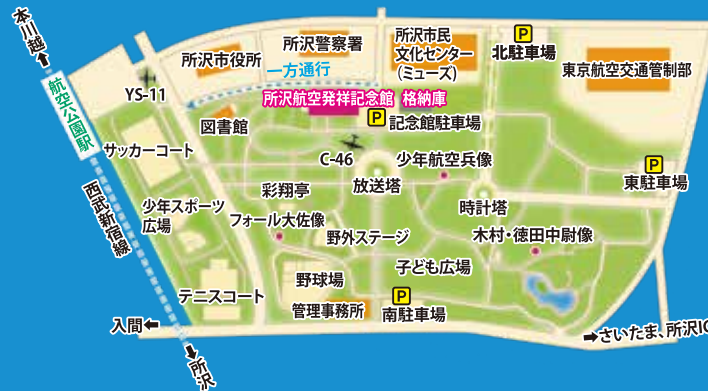 本川越
航空公園駅
西武新宿線
YS-11
所沢市役所
所沢警察署
所沢市民
文化センター
(ミューズ)
P
北駐車場
東京航空交通管制部
一方通行
所沢航空発祥記念館 格納庫
P 記念館駐車場
図書館
サッカーコート
C-46
放送塔
少年航空兵像
P
東駐車場
彩翔亭
時計塔
少年スポーツ
広場
フォール大佐像
野外ステージ
木村・徳田中尉像
野球場
子ども広場
テニスコート
管理事務所
P
南駐車場
入間
所沢
さいたま、所沢IC